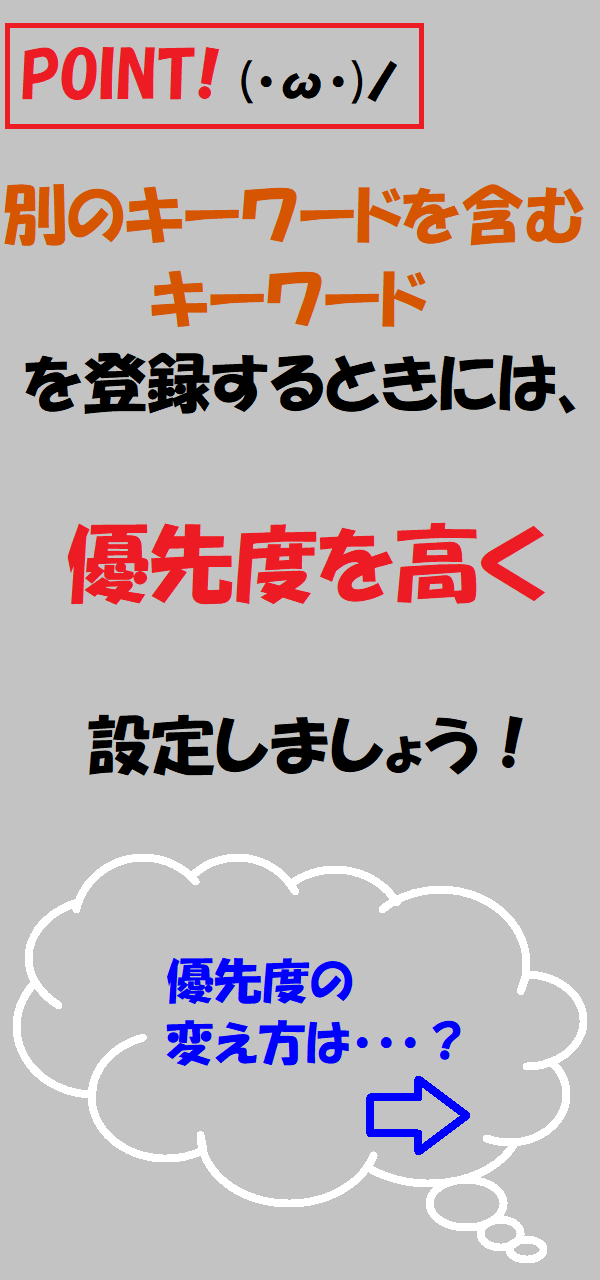 POINT! (･ω･)/
別のキーワードを含む
キーワード
を登録するときには、
優先度を高く
設定しましょう！
優先度の
変え方は･･･？